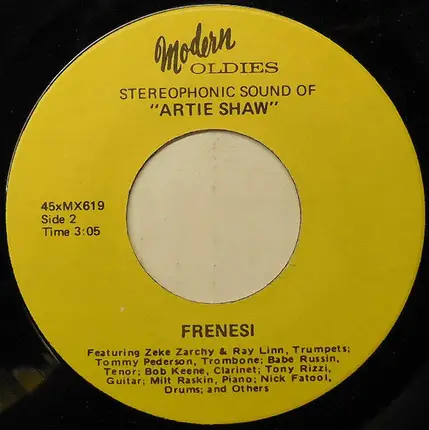 Modern
OLDIES
STEREOPHONIC SOUND OF
"ARTIE SHAW"
45xMX619
Side 2
Time 3:05
FRENESI
Featuring Zeke Zarchy & Ray Linn, Trumpets;
Tommy Pederson, Trombone; Babe Russin,
Tenor; Bob Keene, Clarinet; Tony Rizzi,
Guitar; Milt Raskin, Piano; Nick Fatool,
Drums; and Others